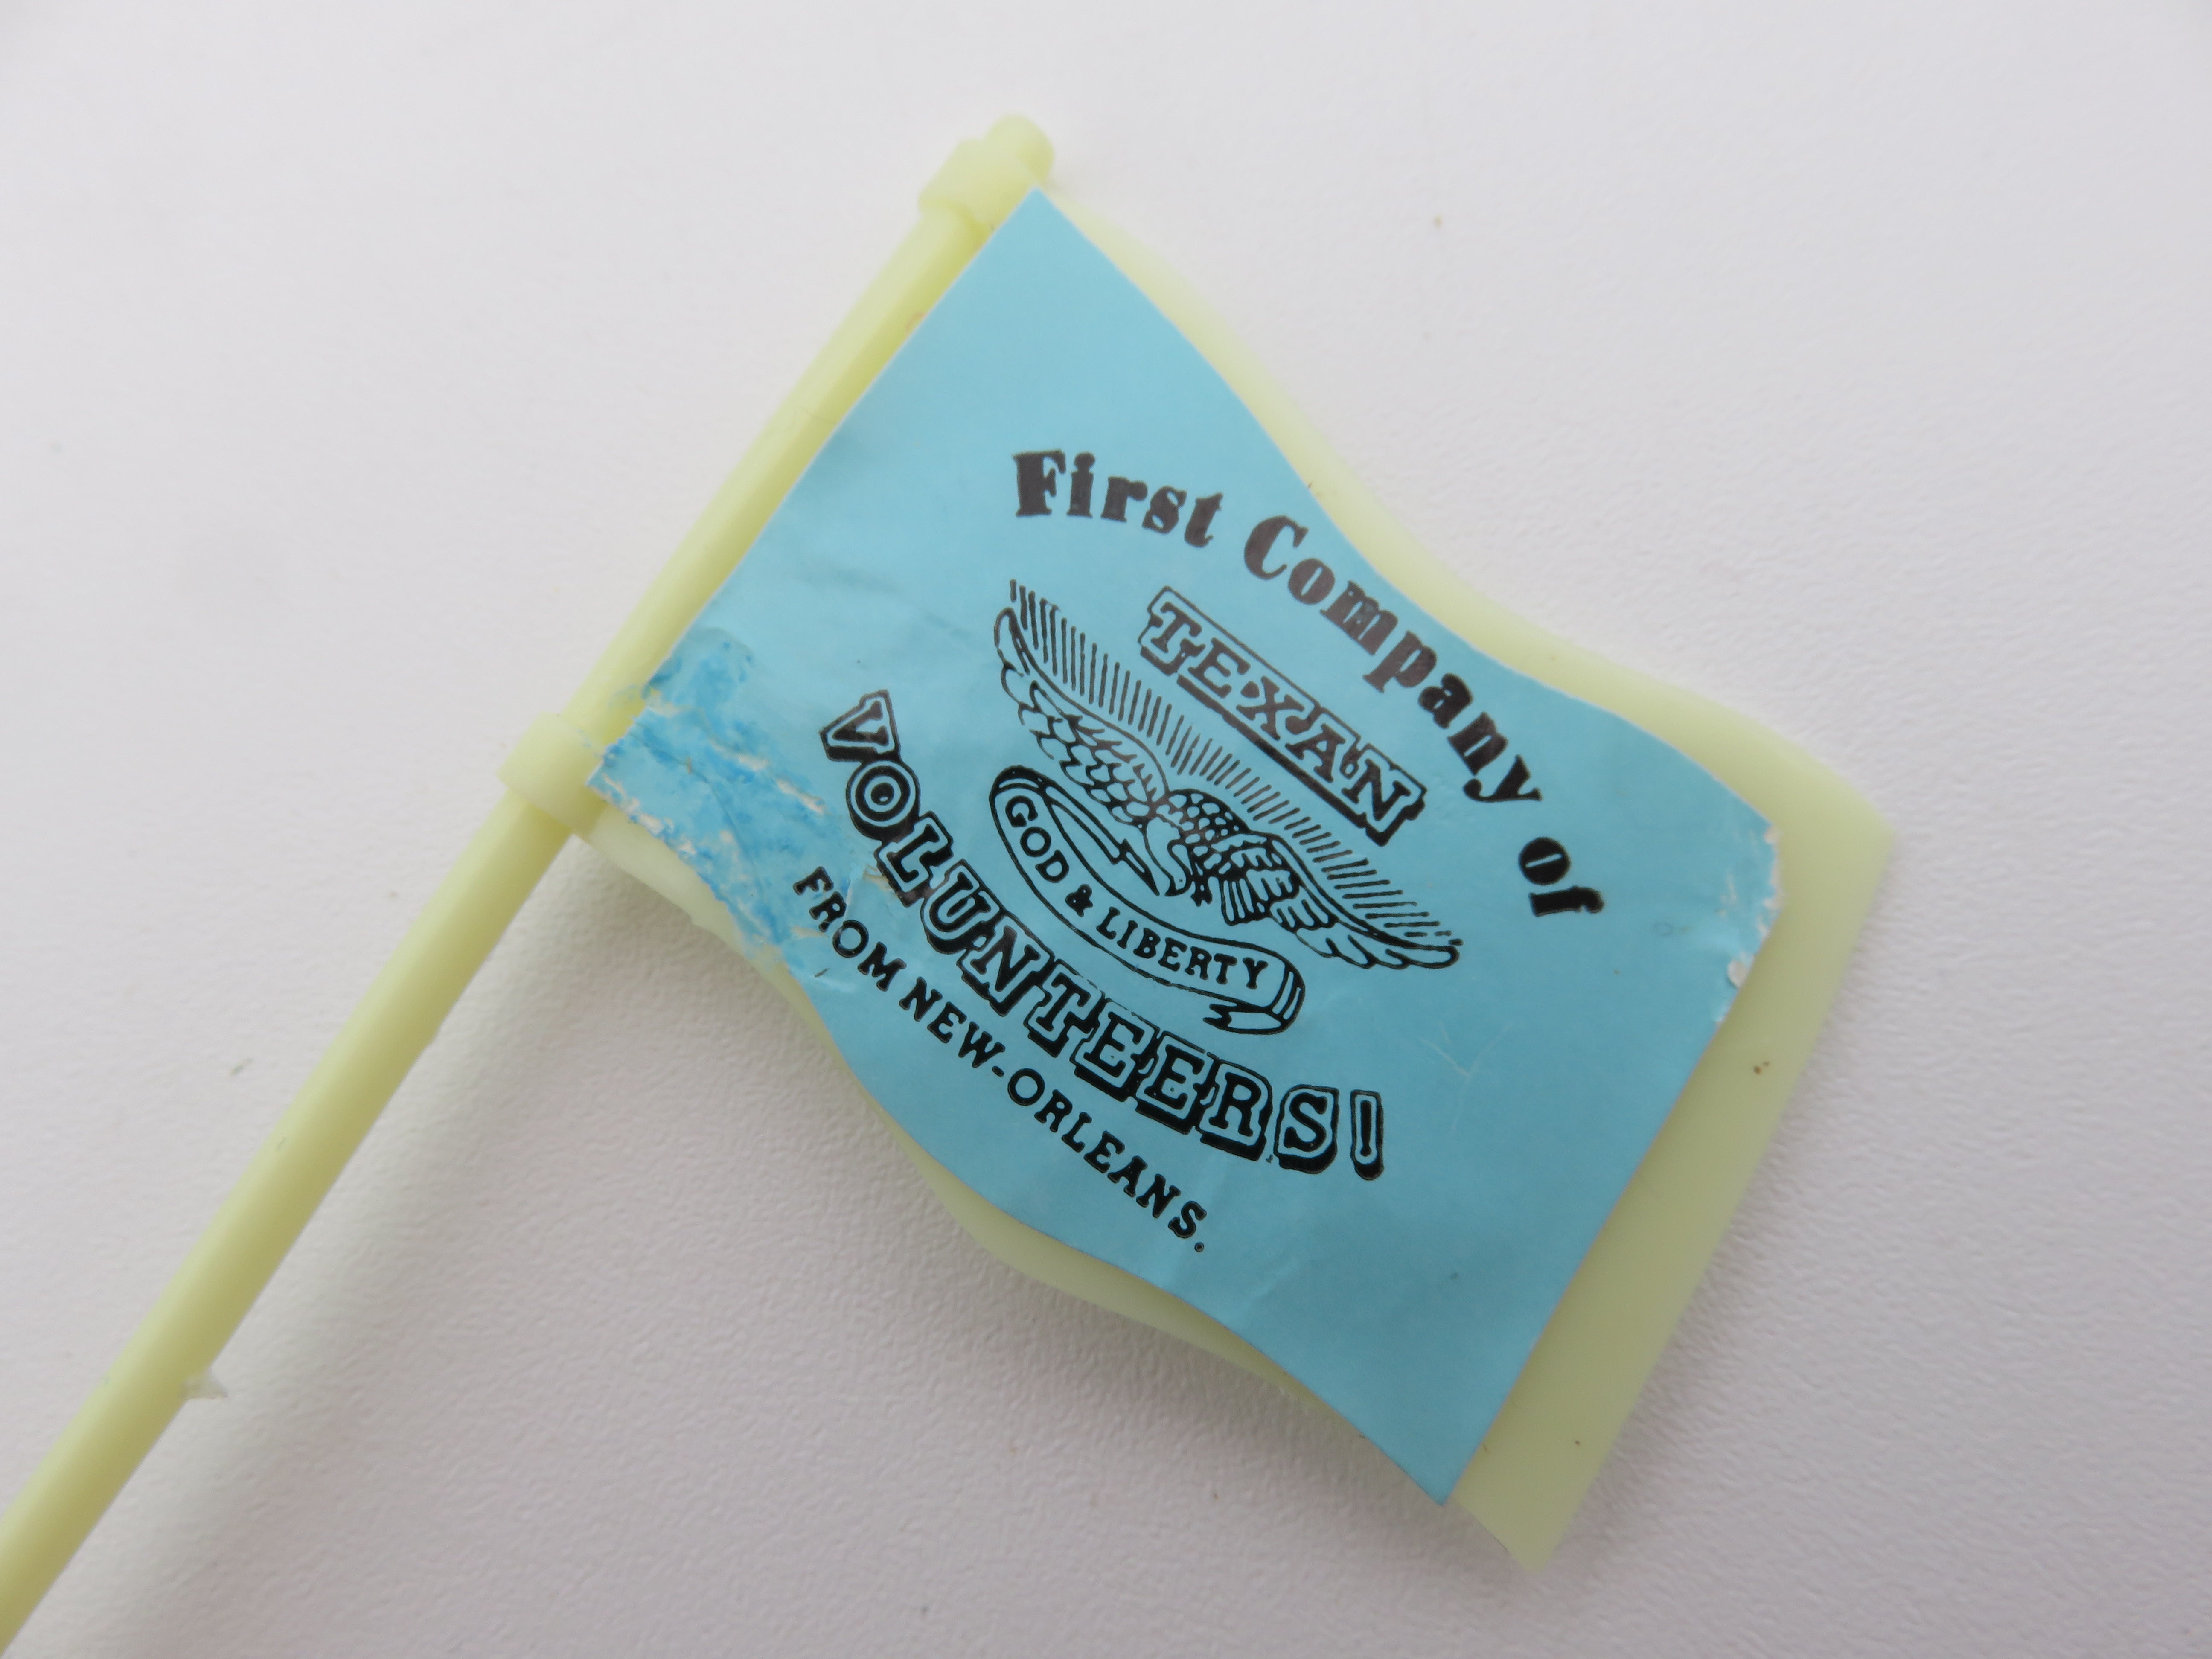 First Company of
TEXAN
GOD & LIBERTY
VOLUNTEERS!
FROM NEW-ORLEANS.